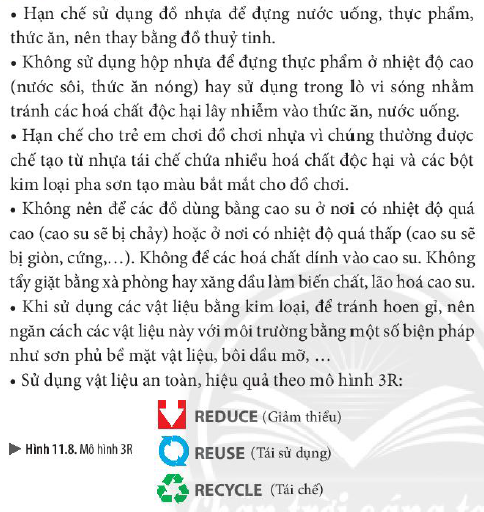 • Hạn chế sử dụng đồ nhựa để đựng nước uống, thực phẩm,
thức ăn, nên thay bằng đồ thuỷ tinh.
• Không sử dụng hộp nhựa để đựng thực phẩm ở nhiệt độ cao
(nước sôi, thức ăn nóng) hay sử dụng trong lò vi sóng nhằm
tránh các hoá chất độc hại lây nhiễm vào thức ăn, nước uống.
• Hạn chế cho trẻ em chơi đồ chơi nhựa vì chúng thường được
chế tạo từ nhựa tái chế chứa nhiều hoá chất độc hại và các bột
kim loại pha sơn tạo màu bắt mắt cho đồ chơi.
• Không nên để các đồ dùng bằng cao su ở nơi có nhiệt độ quá
cao (cao su sẽ bị chảy) hoặc ở nơi có nhiệt độ quá thấp (cao su sẽ
bị giòn, cứng,…). Không để các hoá chất dính vào cao su. Không
tẩy giặt bằng xà phòng hay xăng dầu làm biến chất, lão hoá cao su.
• Khi sử dụng các vật liệu bằng kim loại, để tránh hoen gỉ, nên
ngăn cách các vật liệu này với môi trường bằng một số biện pháp
như sơn phủ bề mặt vật liệu, bôi dầu mỡ, …
• Sử dụng vật liệu an toàn, hiệu quả theo mô hình 3R:
REDUCE (Giảm thiểu)
▶ Hình 11.8. Mô hình 3R
REUSE (Tái sử dụng)
RECYCLE (Tái chế)
Chân trời sáng tạ